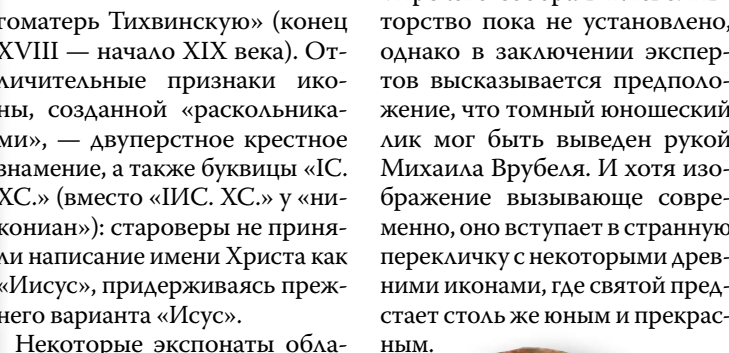 гоматерь Тихвинскую» (конец
XVIII — начало XIX века). От-
личительные признаки ико-
ны, созданной «раскольника-
ми», — двуперстное крестное
знамение, а также буквицы «IC.
XC.» (вместо «IИС. XC.» у «ни-
кониан»): староверы не приня-
ли написание имени Христа как
«Иисус», придерживаясь преж-
него варианта «Исус».
Некоторые экспонаты обла-
торство пока не установлено,
однако в заключении экспер-
тов высказывается предполо-
жение, что томный юношеский
лик мог быть выведен рукой
Михаила Врубеля. И хотя изо-
бражение вызывающе совре-
менно, оно вступает в странную
перекличку с некоторыми древ-
ними иконами, где святой пред-
стает столь же юным и прекрас-
ным.